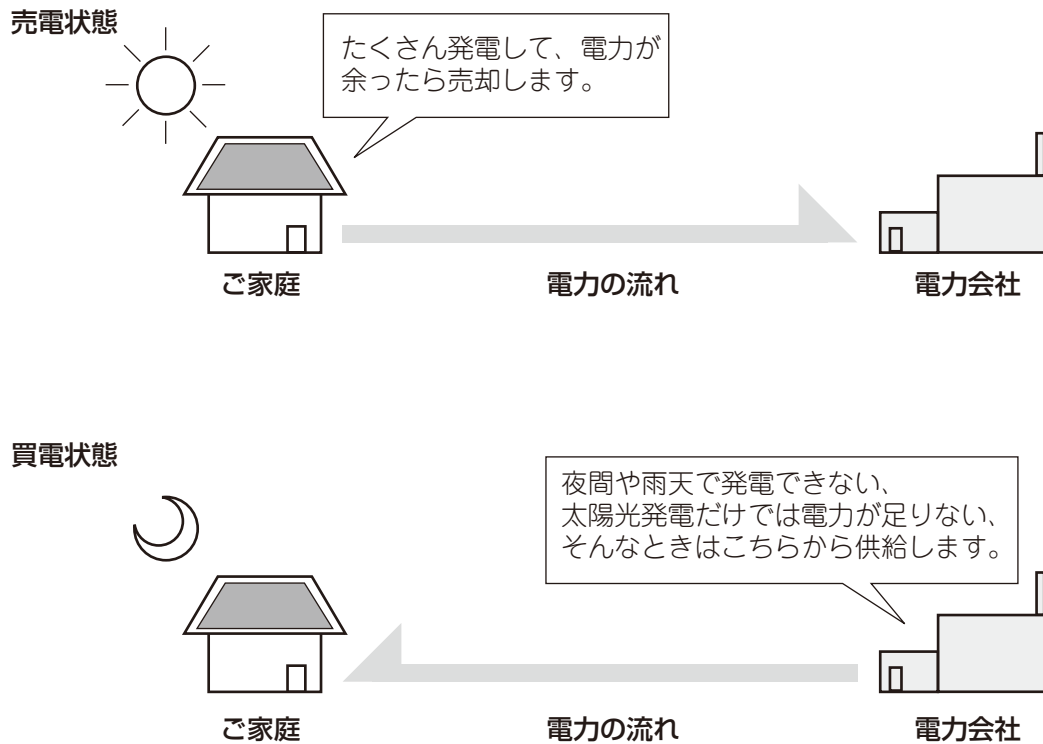 売電状態
たくさん発電して、電力が
余ったら売却します。
ご家庭
電力の流れ
電力会社
買電状態
夜間や雨天で発電できない、
太陽光発電だけでは電力が足りない、
そんなときはこちらから供給します。
ご家庭
電力の流れ
電力会社